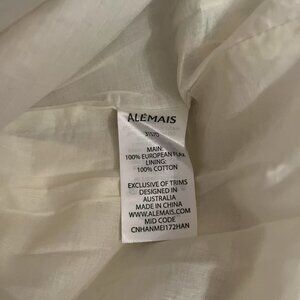 ALEMAIS
MAIN:
100% EUROPEAN FLAX
LINING:
100% COTTON
EXCLUSIVE OF TRIMS
DESIGNED IN
AUSTRALIA
MADE IN CHINA
WWW.ALEMAIS.COM
MID CODE
CNHANMEI172HAN